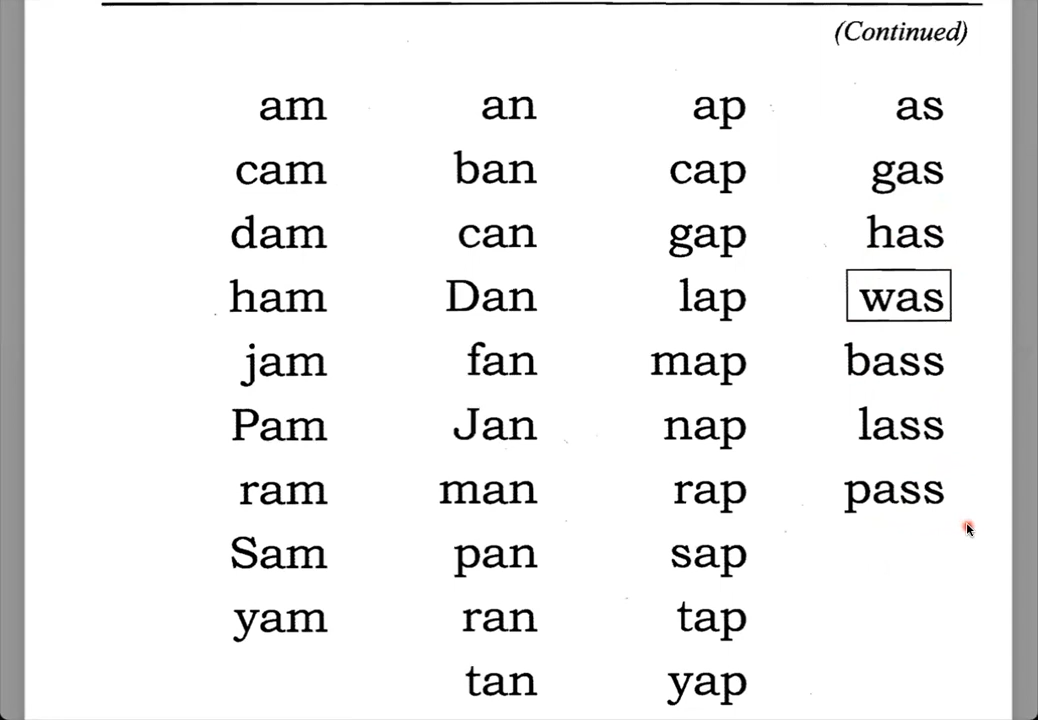 (Continued)
am an ap as
cam ban cap gas
dam can gap has
ham Dan lap was
jam fan map bass
Pam Jan nap lass
ram man rap pass
Sam pan sap
yam ran tap
tan yap